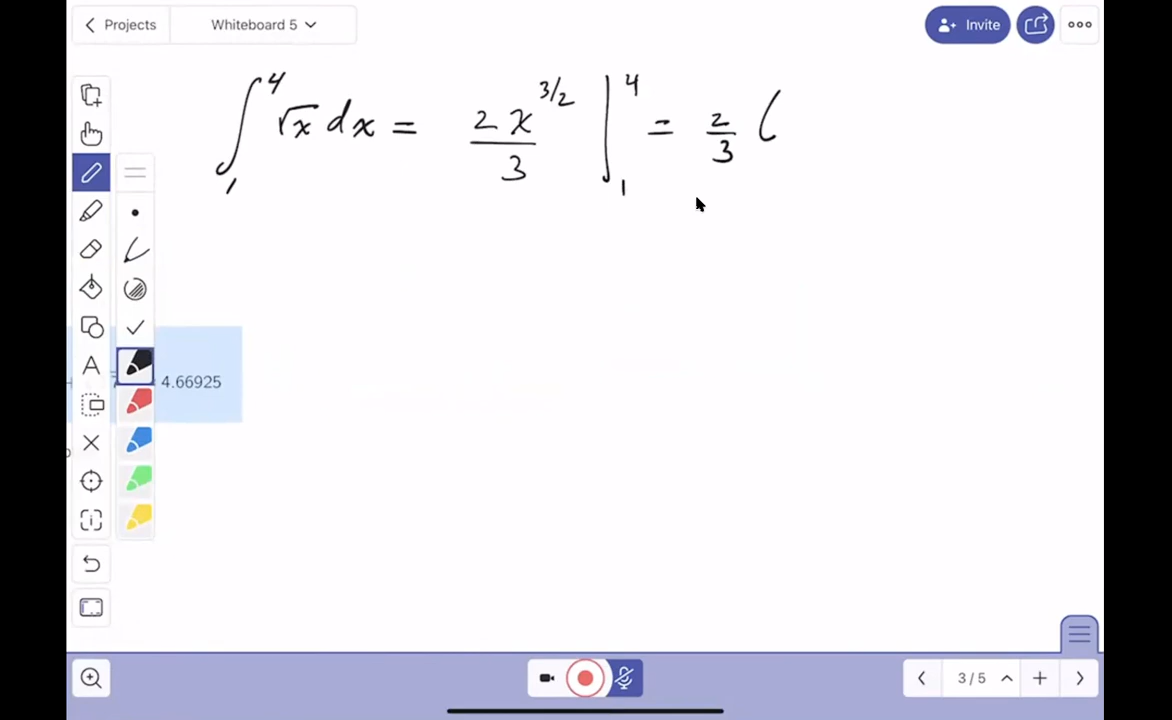 Projects
Whiteboard 5
Invite
∫₁⁴ √x dx = 2x^{3/2}/3 |₁⁴ = 2/3 (
A
4.66925
3/5